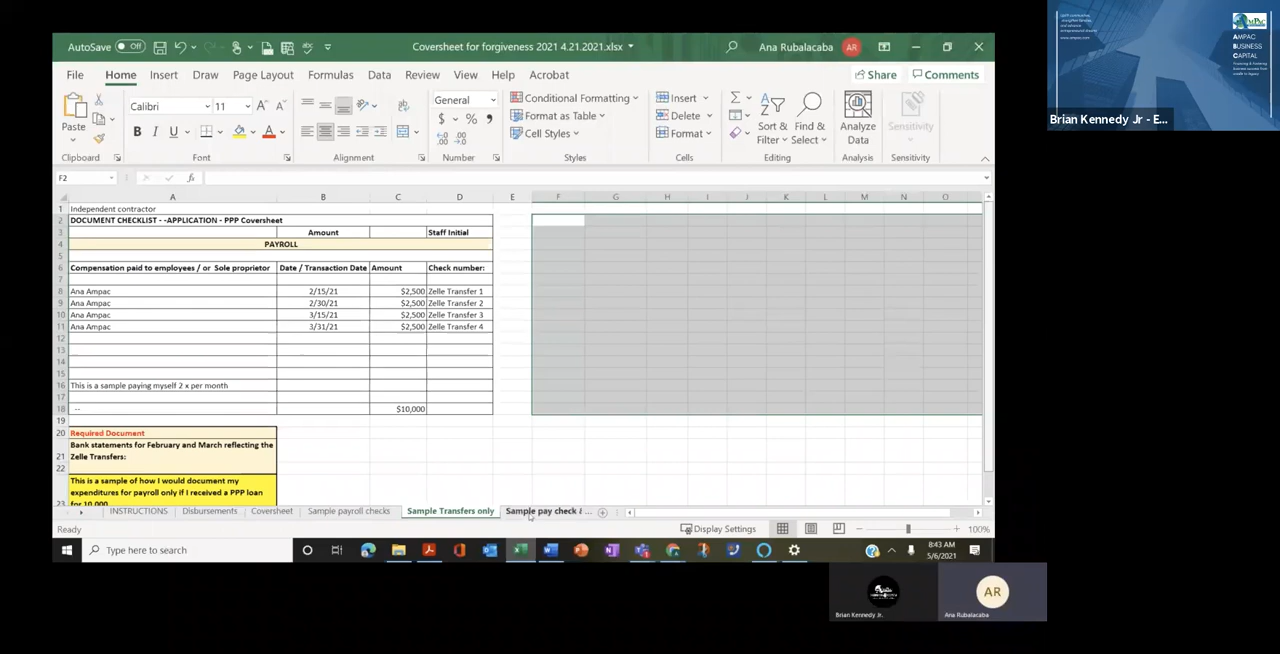 AutoSave Off
Coversheet for forgiveness 2021 4.21.2021.xlsx
Ana Rubalacaba AR
File Home Insert Draw Page Layout Formulas Data Review View Help Acrobat
Share Comments
Paste
Calibri 11
B I U
General
$ % ,
Conditional Formatting
Format as Table
Cell Styles
Insert
Delete
Format
Sort & Filter
Find & Select
Analyze Data
Sensitivity
Clipboard Font Alignment Number Styles Cells Editing Analysis Sensitivity
F2 fx
A B C D E F G H I J K L M N O
1 Independent contractor
2 DOCUMENT CHECKLIST - -APPLICATION - PPP Coversheet
3 Amount Staff Initial
4 PAYROLL
5
6 Compensation paid to employees / or Sole proprietor Date / Transaction Date Amount Check number:
7
8 Ana Ampac 2/15/21 $2,500 Zelle Transfer 1
9 Ana Ampac 2/30/21 $2,500 Zelle Transfer 2
10 Ana Ampac 3/15/21 $2,500 Zelle Transfer 3
11 Ana Ampac 3/31/21 $2,500 Zelle Transfer 4
12
13
14
15
16 This is a sample paying myself 2 x per month
17
18 -- $10,000
19
20 Required Document
21 Bank statements for February and March reflecting the
Zelle Transfers:
22
This is a sample of how I would document my
expenditures for payroll only if I received a PPP loan
23 for 10,000
INSTRUCTIONS Disbursements Coversheet Sample payroll checks Sample Transfers only Sample pay check & ...
Ready Display Settings 100%
Type here to search
8:43 AM
5/6/2021
AMPAC
BUSINESS
CAPITAL
Brian Kennedy Jr - E...
Brian Kennedy Jr.
AR
Ana Rubalacaba